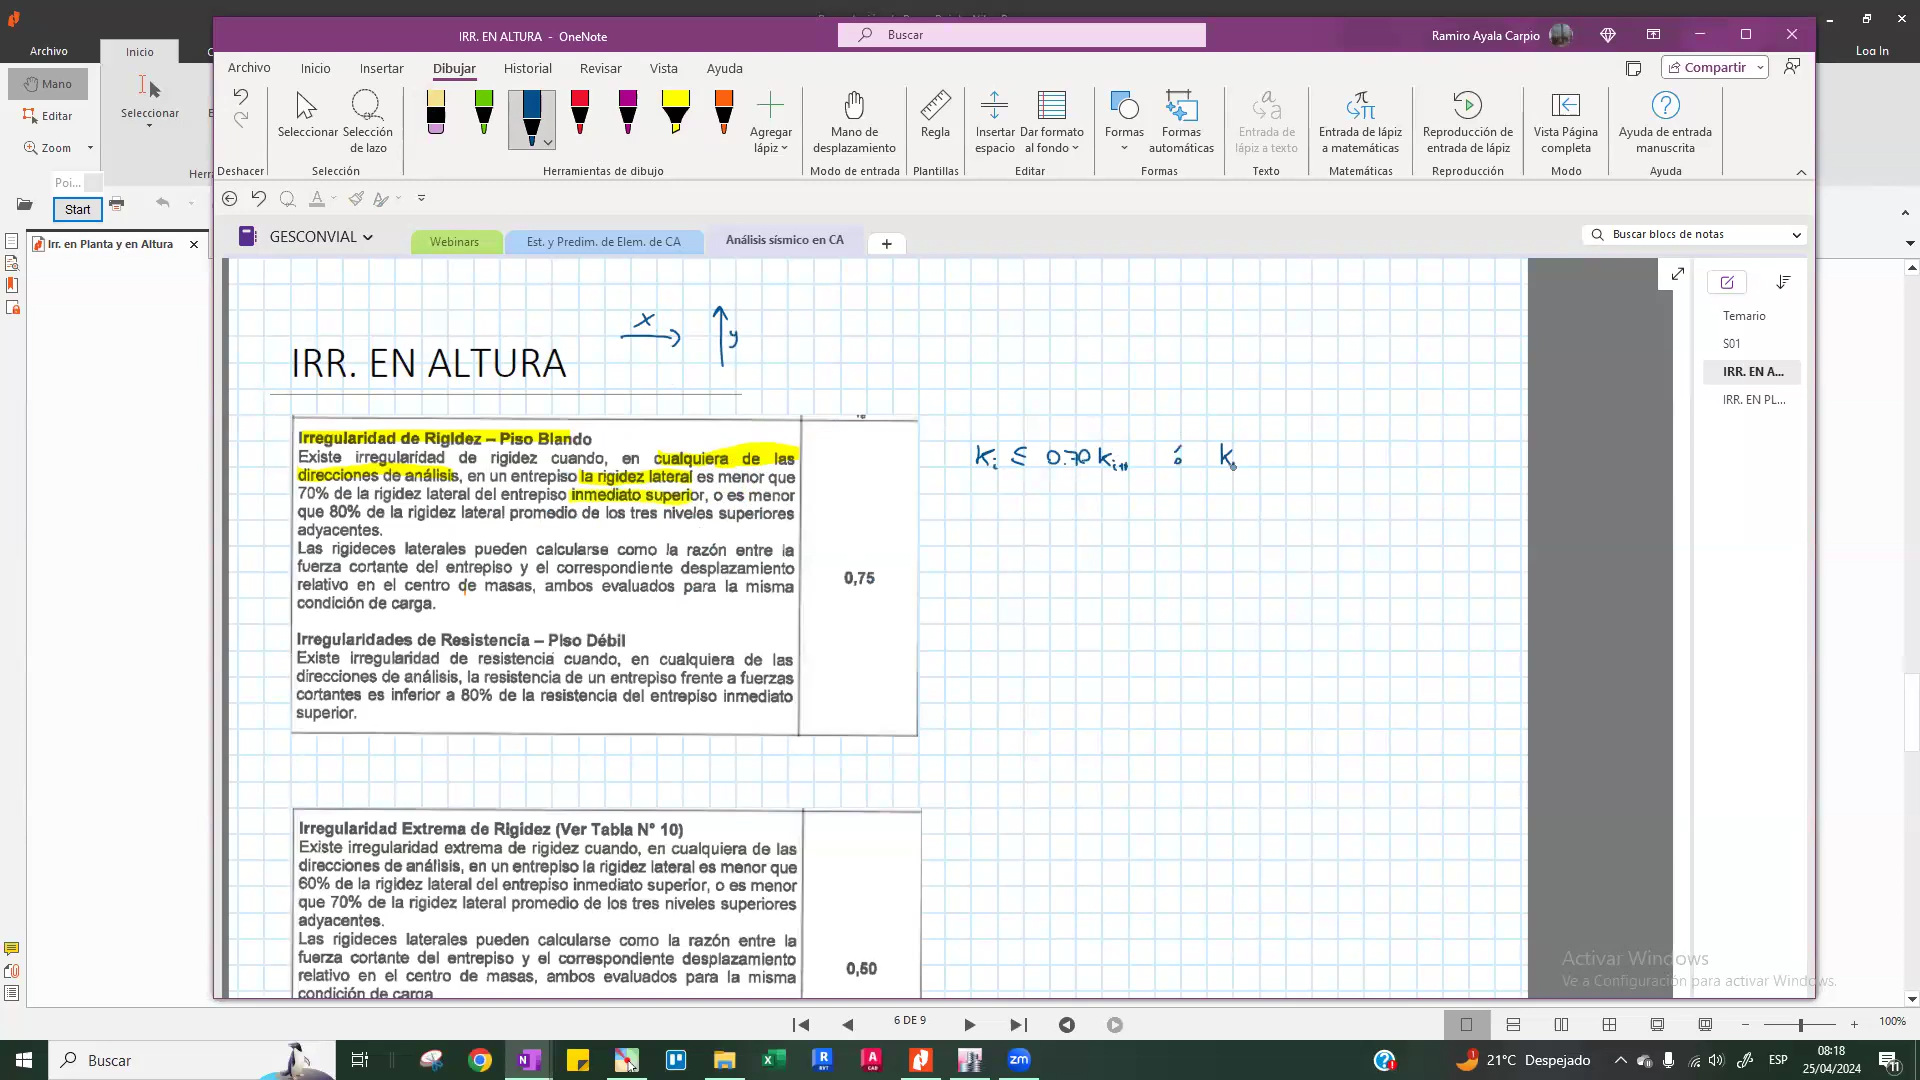 IRR. EN ALTURA - OneNote
Buscar
Ramiro Ayala Carpio
Archivo
Inicio
Log In
Archivo Inicio Insertar Dibujar Historial Revisar Vista Ayuda
Compartir
Mano
Editar
Zoom
Seleccionar
Start
Seleccionar
Selección de lazo
Agregar lápiz
Mano de desplazamiento
Regla
Insertar espacio
Dar formato al fondo
Formas
Formas automáticas
Entrada de lápiz a texto
Entrada de lápiz a matemáticas
Reproducción de entrada de lápiz
Vista Página completa
Ayuda de entrada manuscrita
Deshacer
Selección
Herramientas de dibujo
Modo de entrada
Plantillas
Editar
Formas
Texto
Matemáticas
Reproducción
Modo
Ayuda
Irr. en Planta y en Altura
GESCONVIAL
Webinars
Est. y Predim. de Elem. de CA
Análisis sísmico en CA
Buscar blocs de notas
Temario
S01
IRR. EN A...
IRR. EN PL...
x
y
IRR. EN ALTURA
Irregularidad de Rigidez – Piso Blando
Existe irregularidad de rigidez cuando, en cualquiera de las
direcciones de análisis, en un entrepiso la rigidez lateral es menor que
70% de la rigidez lateral del entrepiso inmediato superior, o es menor
que 80% de la rigidez lateral promedio de los tres niveles superiores
adyacentes.
Las rigideces laterales pueden calcularse como la razón entre la
fuerza cortante del entrepiso y el correspondiente desplazamiento
relativo en el centro de masas, ambos evaluados para la misma
condición de carga.
0,75
Irregularidades de Resistencia – Piso Débil
Existe irregularidad de resistencia cuando, en cualquiera de las
direcciones de análisis, la resistencia de un entrepiso frente a fuerzas
cortantes es inferior a 80% de la resistencia del entrepiso inmediato
superior.
Ki ≤ 0.70 Ki+1 ó K
Irregularidad Extrema de Rigidez (Ver Tabla N° 10)
Existe irregularidad extrema de rigidez cuando, en cualquiera de las
direcciones de análisis, en un entrepiso la rigidez lateral es menor que
60% de la rigidez lateral del entrepiso inmediato superior, o es menor
que 70% de la rigidez lateral promedio de los tres niveles superiores
adyacentes.
Las rigideces laterales pueden calcularse como la razón entre la
fuerza cortante del entrepiso y el correspondiente desplazamiento
relativo en el centro de masas, ambos evaluados para la misma
condición de carga
0,50
Activar Windows
Ve a Configuración para activar Windows.
6 DE 9
100%
Buscar
21°C Despejado
ESP
08:18
25/04/2024